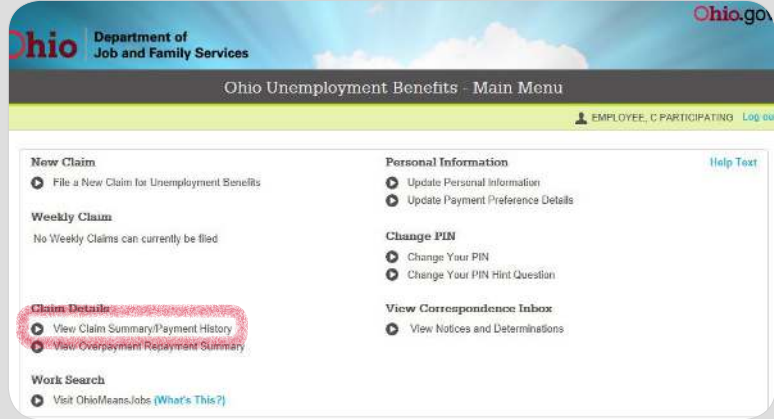 Ohio.gov
Ohio Department of
Job and Family Services
Ohio Unemployment Benefits - Main Menu
EMPLOYEE, C PARTICIPATING Log ou
New Claim
File a New Claim for Unemployment Benefits
Weekly Claim
No Weekly Claims can currently be filed
Claim Details
View Claim Summary/Payment History
View Overpayment Repayment Summary
Work Search
Visit OhioMeansJobs (What's This?)
Personal Information
Update Personal Information
Update Payment Preference Details
Change PIN
Change Your PIN
Change Your PIN Hint Question
View Correspondence Inbox
View Notices and Determinations
Help Text